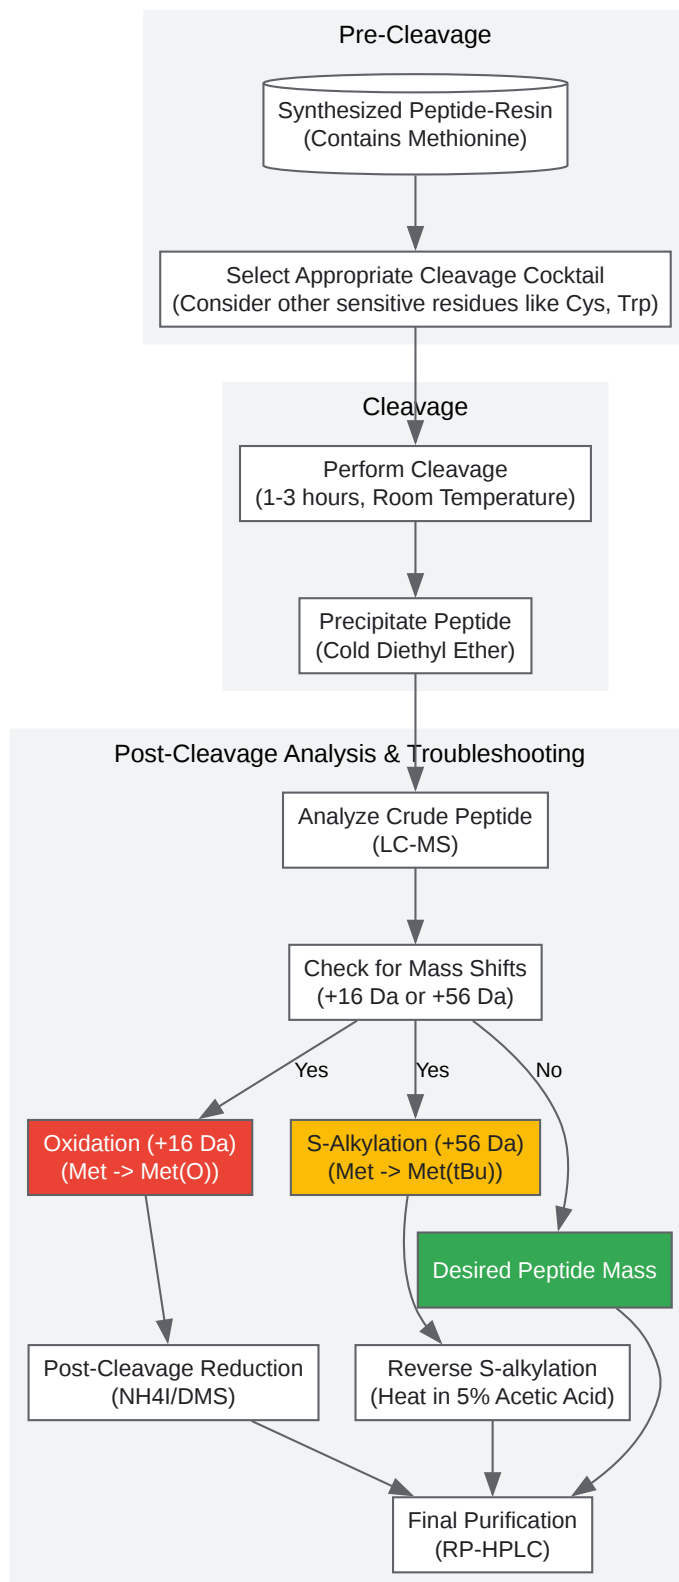 Pre-Cleavage
Synthesized Peptide-Resin
(Contains Methionine)
Select Appropriate Cleavage Cocktail
(Consider other sensitive residues like Cys, Trp)
Cleavage
Perform Cleavage
(1-3 hours, Room Temperature)
Precipitate Peptide
(Cold Diethyl Ether)
Post-Cleavage Analysis & Troubleshooting
Analyze Crude Peptide
(LC-MS)
Check for Mass Shifts
(+16 Da or +56 Da)
Yes
Yes
No
Oxidation (+16 Da)
(Met -> Met(O))
S-Alkylation (+56 Da)
(Met -> Met(tBu))
Desired Peptide Mass
Post-Cleavage Reduction
(NH4I/DMS)
Reverse S-alkylation
(Heat in 5% Acetic Acid)
Final Purification
(RP-HPLC)